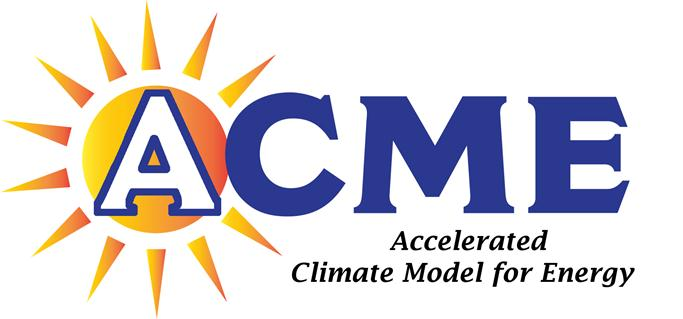 ACME
Accelerated
Climate Model for Energy